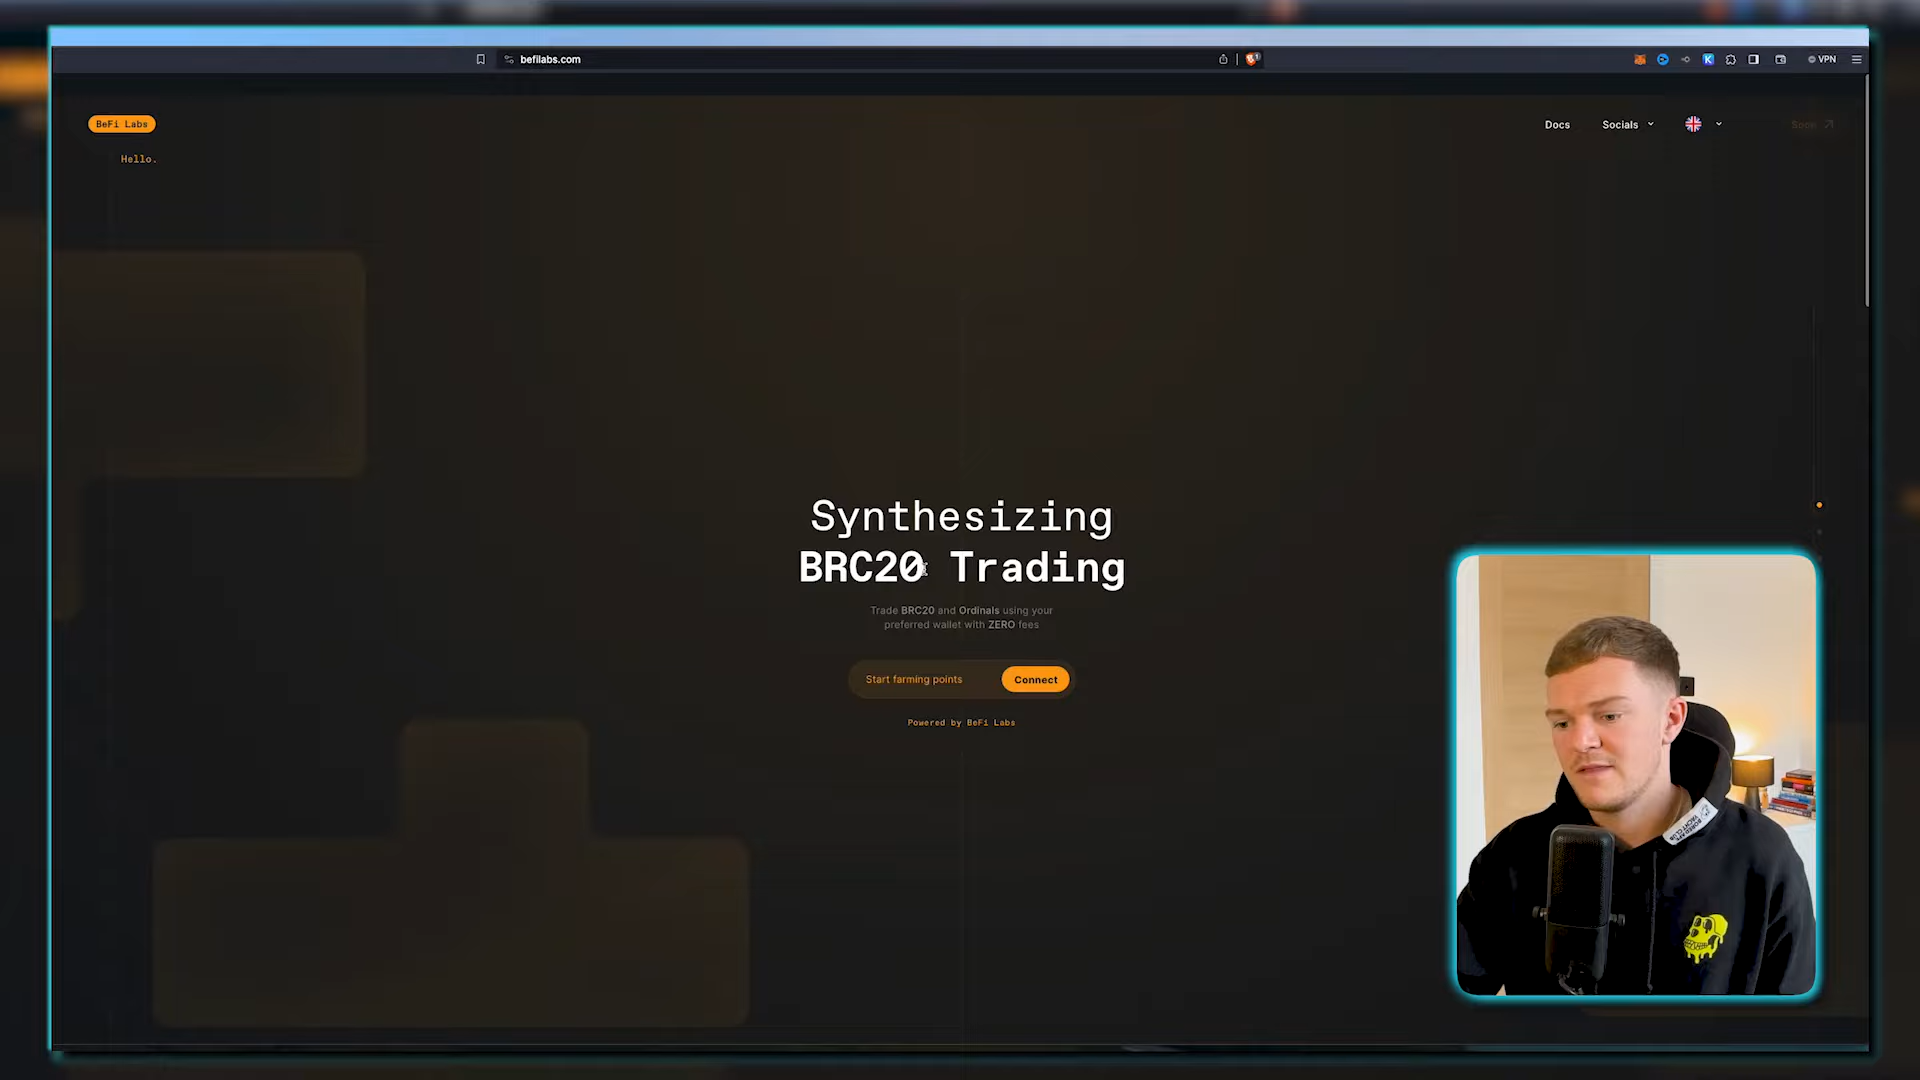 befilabs.com
VPN
BeFi Labs
Docs
Socials
Soon
Hello.
Synthesizing
BRC20 Trading
Trade BRC20 and Ordinals using your
preferred wallet with ZERO fees
Start farming points
Connect
Powered by BeFi Labs